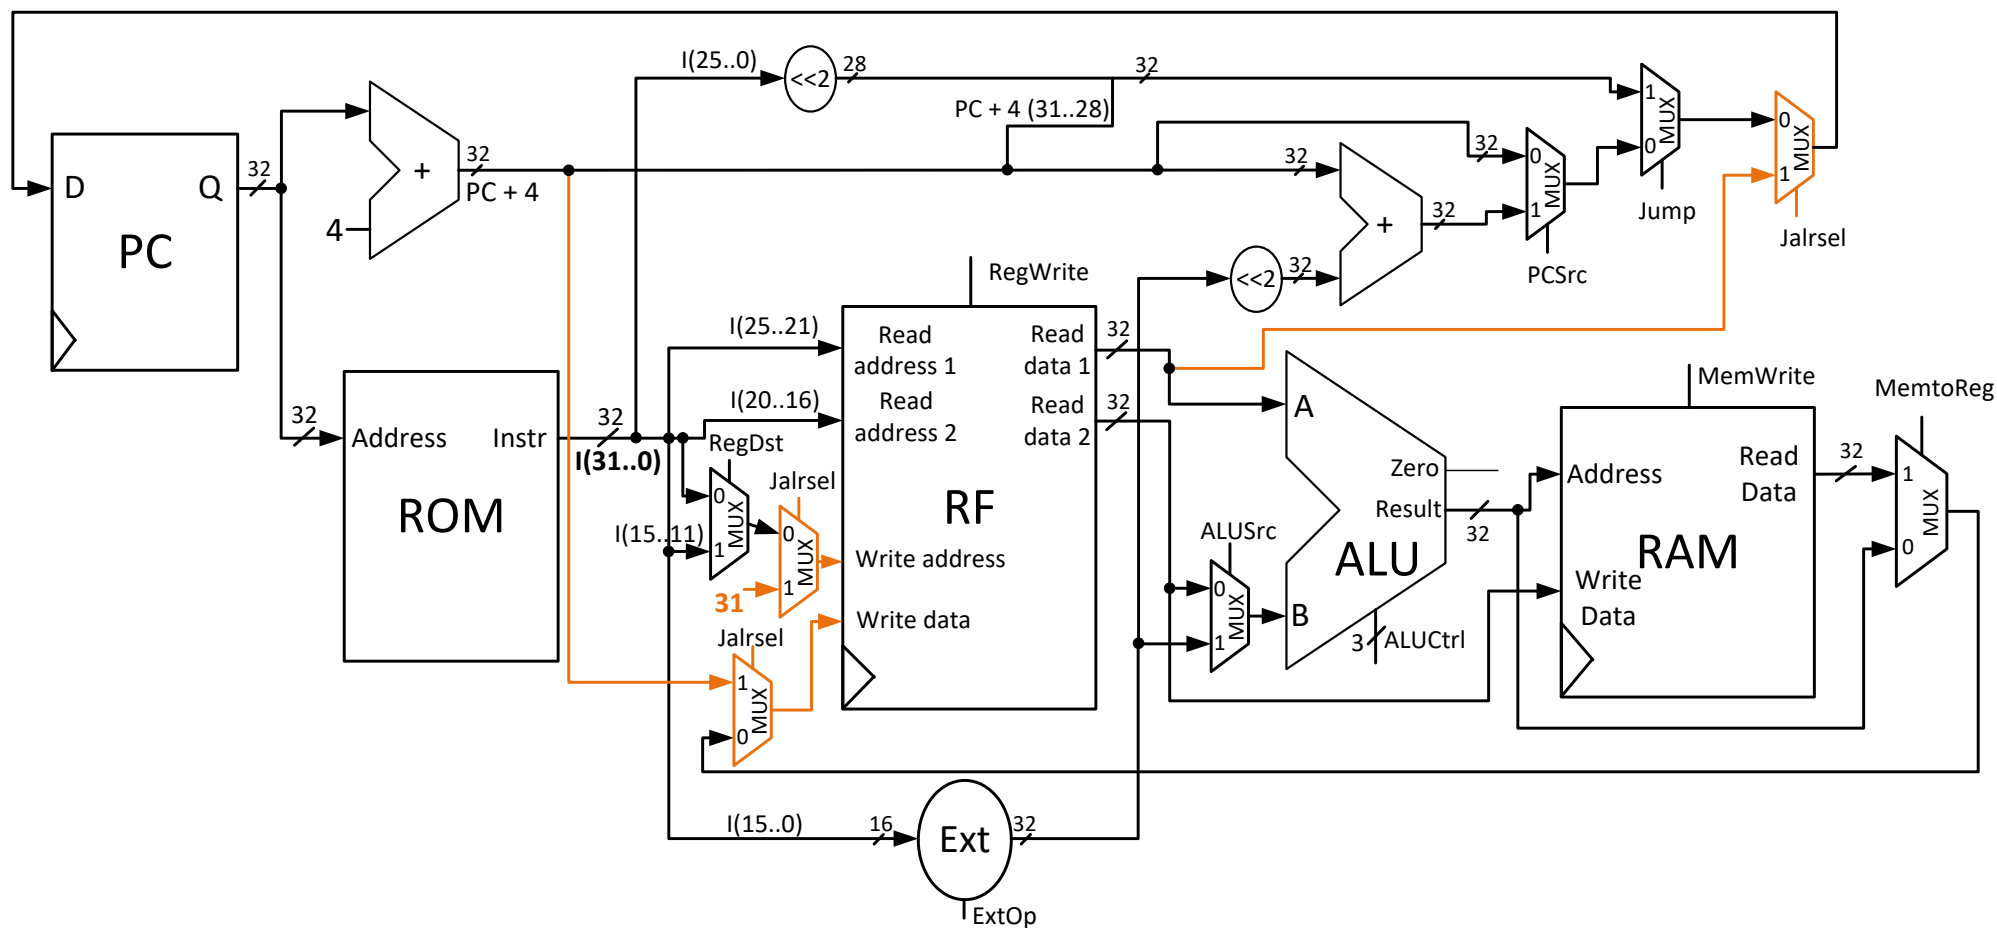 I(25..0)
<<2
28
32
PC + 4 (31..28)
1
MUX
0
Jump
0
MUX
1
Jalrsel
D
Q
32
PC
+
4
32
PC + 4
32
32
0
MUX
1
PCSrc
+
32
<<2
32
RegWrite
I(25..21)
Read
address 1
Read
data 1
32
I(20..16)
Read
address 2
Read
data 2
32
RF
Write address
Write data
32
Address
Instr
32
I(31..0)
ROM
RegDst
0
MUX
1
I(15..11)
Jalrsel
0
MUX
1
31
Jalrsel
1
MUX
0
A
B
Zero
Result
32
ALU
3
ALUCtrl
ALUSrc
0
MUX
1
MemWrite
Address
Read
Data
32
RAM
Write
Data
MemtoReg
1
MUX
0
I(15..0)
16
Ext
32
ExtOp